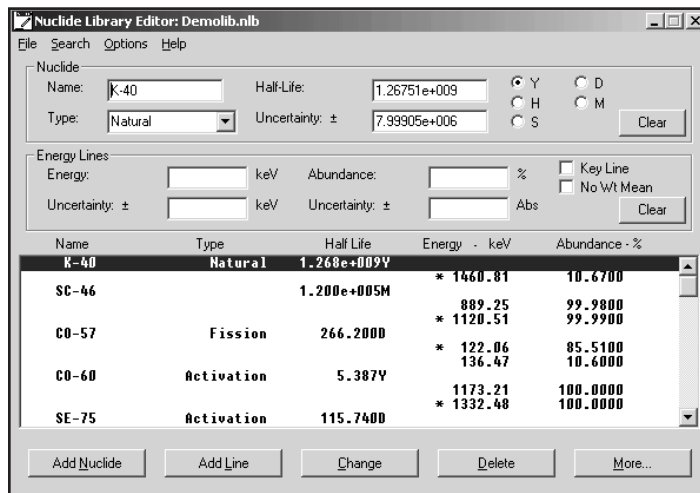 Nuclide Library Editor: Demolib.nlb
File Search Options Help
Nuclide
Name: K-40 Half-Life: 1.26751e+009 Y D
H M
Type: Natural Uncertainty: ± 7.99905e+006 S Clear
Energy Lines
Energy: keV Abundance: % Key Line
No Wt Mean
Uncertainty: ± keV Uncertainty: ± Abs Clear
Name Type Half Life Energy - keV Abundance - %
K-40 Natural 1.268e+009Y
* 1460.81 10.6700
SC-46 1.200e+005M
889.25 99.9800
* 1120.51 99.9900
CO-57 Fission 266.200D
* 122.06 85.5100
136.47 10.6000
CO-60 Activation 5.387Y
1173.21 100.0000
* 1332.48 100.0000
SE-75 Activation 115.740D
Add Nuclide Add Line Change Delete More...